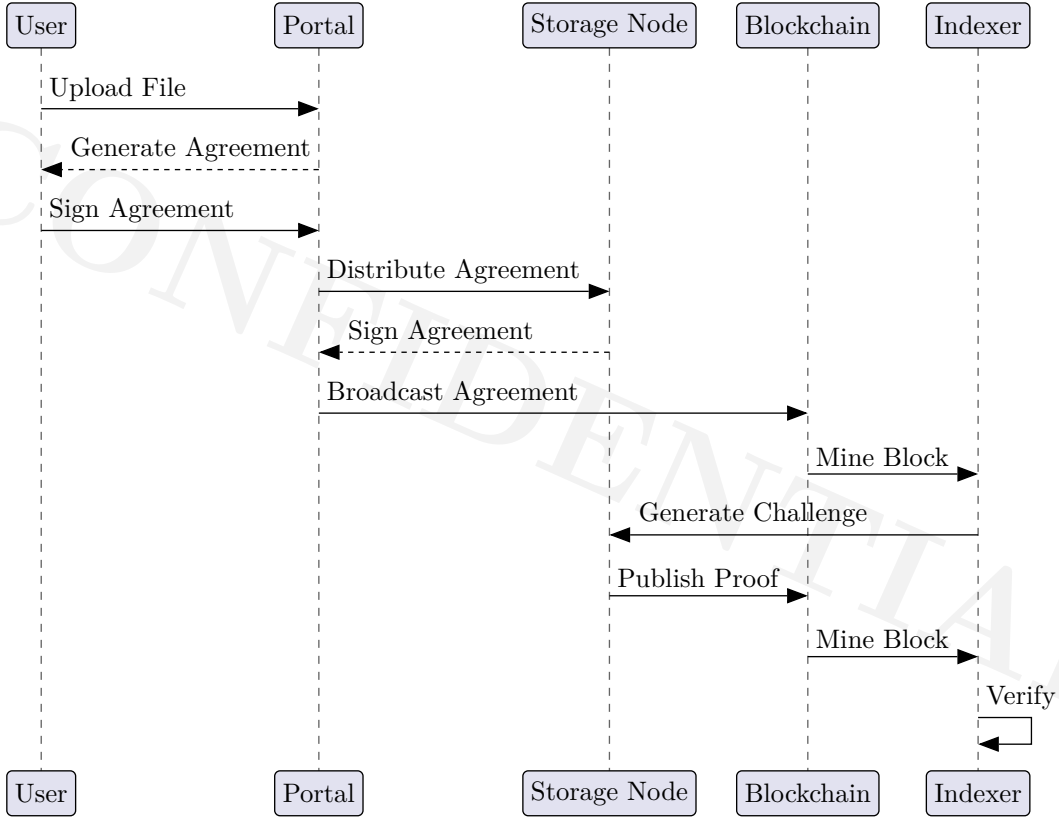 User Portal Storage Node Blockchain Indexer
Upload File
Generate Agreement
Sign Agreement
Distribute Agreement
Sign Agreement
Broadcast Agreement
Mine Block
Generate Challenge
Publish Proof
Mine Block
Verify
User Portal Storage Node Blockchain Indexer
CONFIDENTIAL